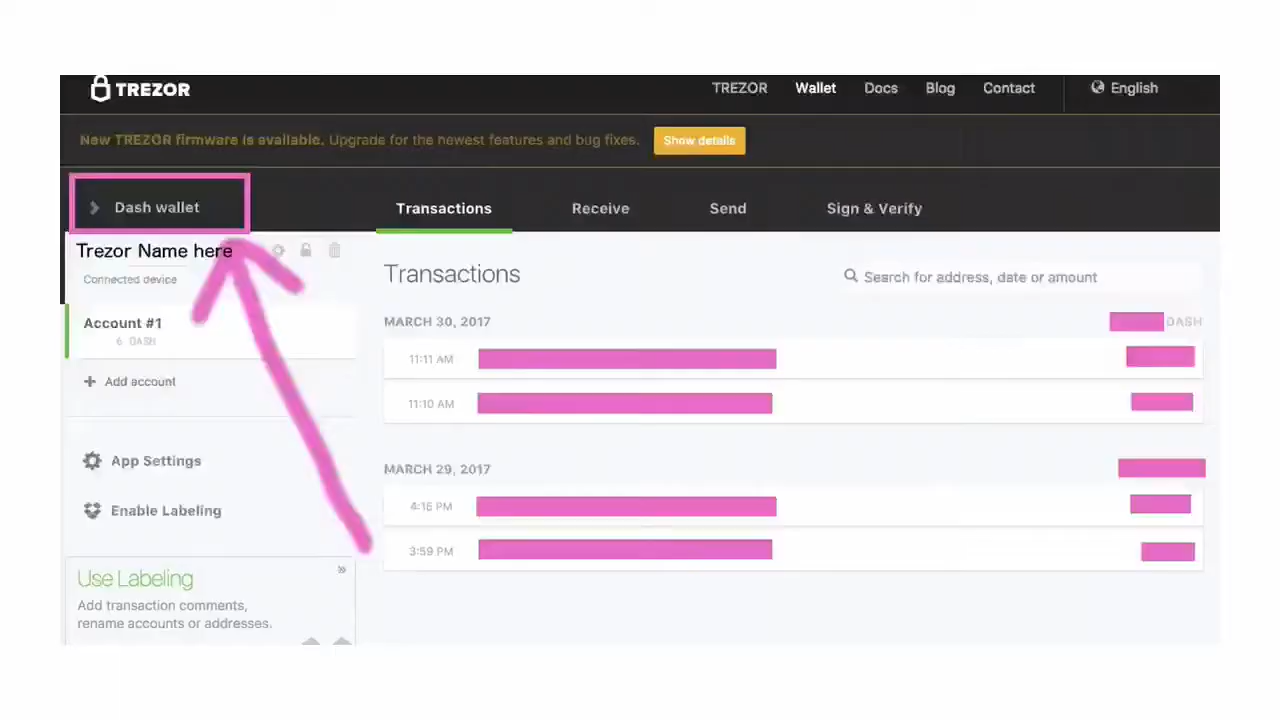 TREZOR
TREZOR Wallet Docs Blog Contact English
New TREZOR firmware is available. Upgrade for the newest features and bug fixes. Show details
Dash wallet
Transactions Receive Send Sign & Verify
Trezor Name here
Connected device
Account #1
6. DASH
+ Add account
App Settings
Enable Labeling
Use Labeling »
Add transaction comments,
rename accounts or addresses.
Transactions
Search for address, date or amount
MARCH 30, 2017 DASH
11:11 AM
11:10 AM
MARCH 29, 2017
4:15 PM
3:59 PM